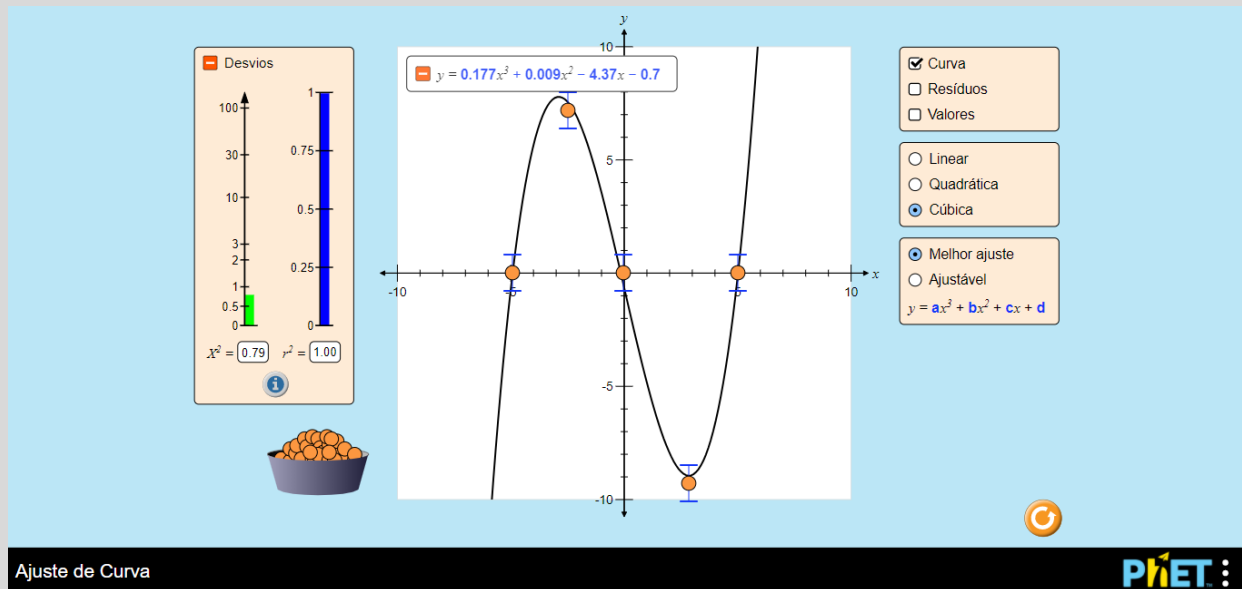 Desvios
100
30
10
3
2
1
0.5
0
1
0.75
0.5
0.25
0
X² = 0.79 r² = 1.00
y
y = 0.177x³ + 0.009x² − 4.37x − 0.7
10
5
-5
-10
-10
-5
5
10
x
Curva
Resíduos
Valores
Linear
Quadrática
Cúbica
Melhor ajuste
Ajustável
y = ax³ + bx² + cx + d
Ajuste de Curva
PhET